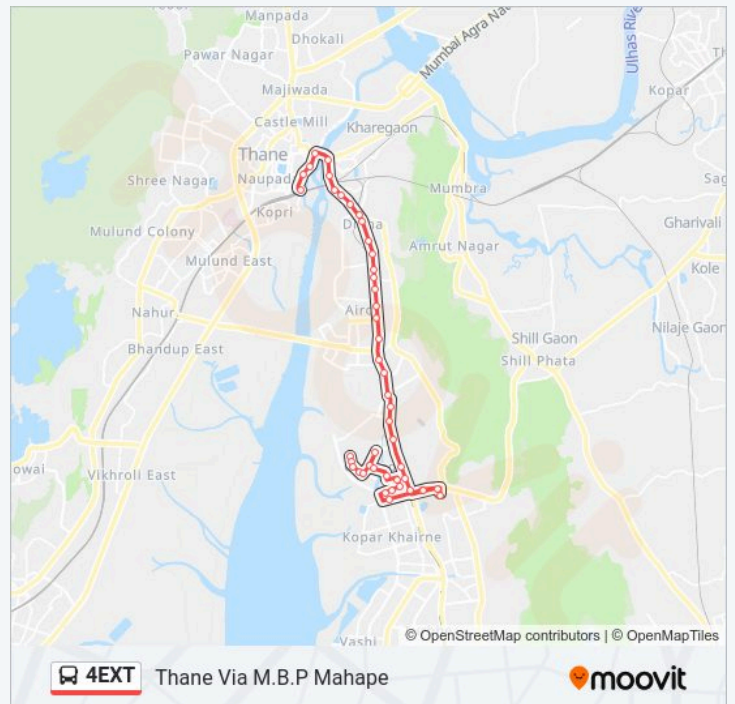 Manpada
Dhokali
Pawar Nagar
Mumbai Agra Na
Ulhas Rive
Majiwada
Kopar
Castle Mill
Kharegaon
Thane
Shree Nagar
Naupad
Mumbra
Sag
Kopri
Gharivali
Mulund Colony
Amrut Nagar
Mulund East
Kole
Nahur
Airo
Nilaje Gaon
Shill Gaon
Bhandup East
Shill Phata
owai
Vikhroli East
Kopar Khairne
Vashi
© OpenStreetMap contributors | © OpenMapTiles
4EXT Thane Via M.B.P Mahape
moovit